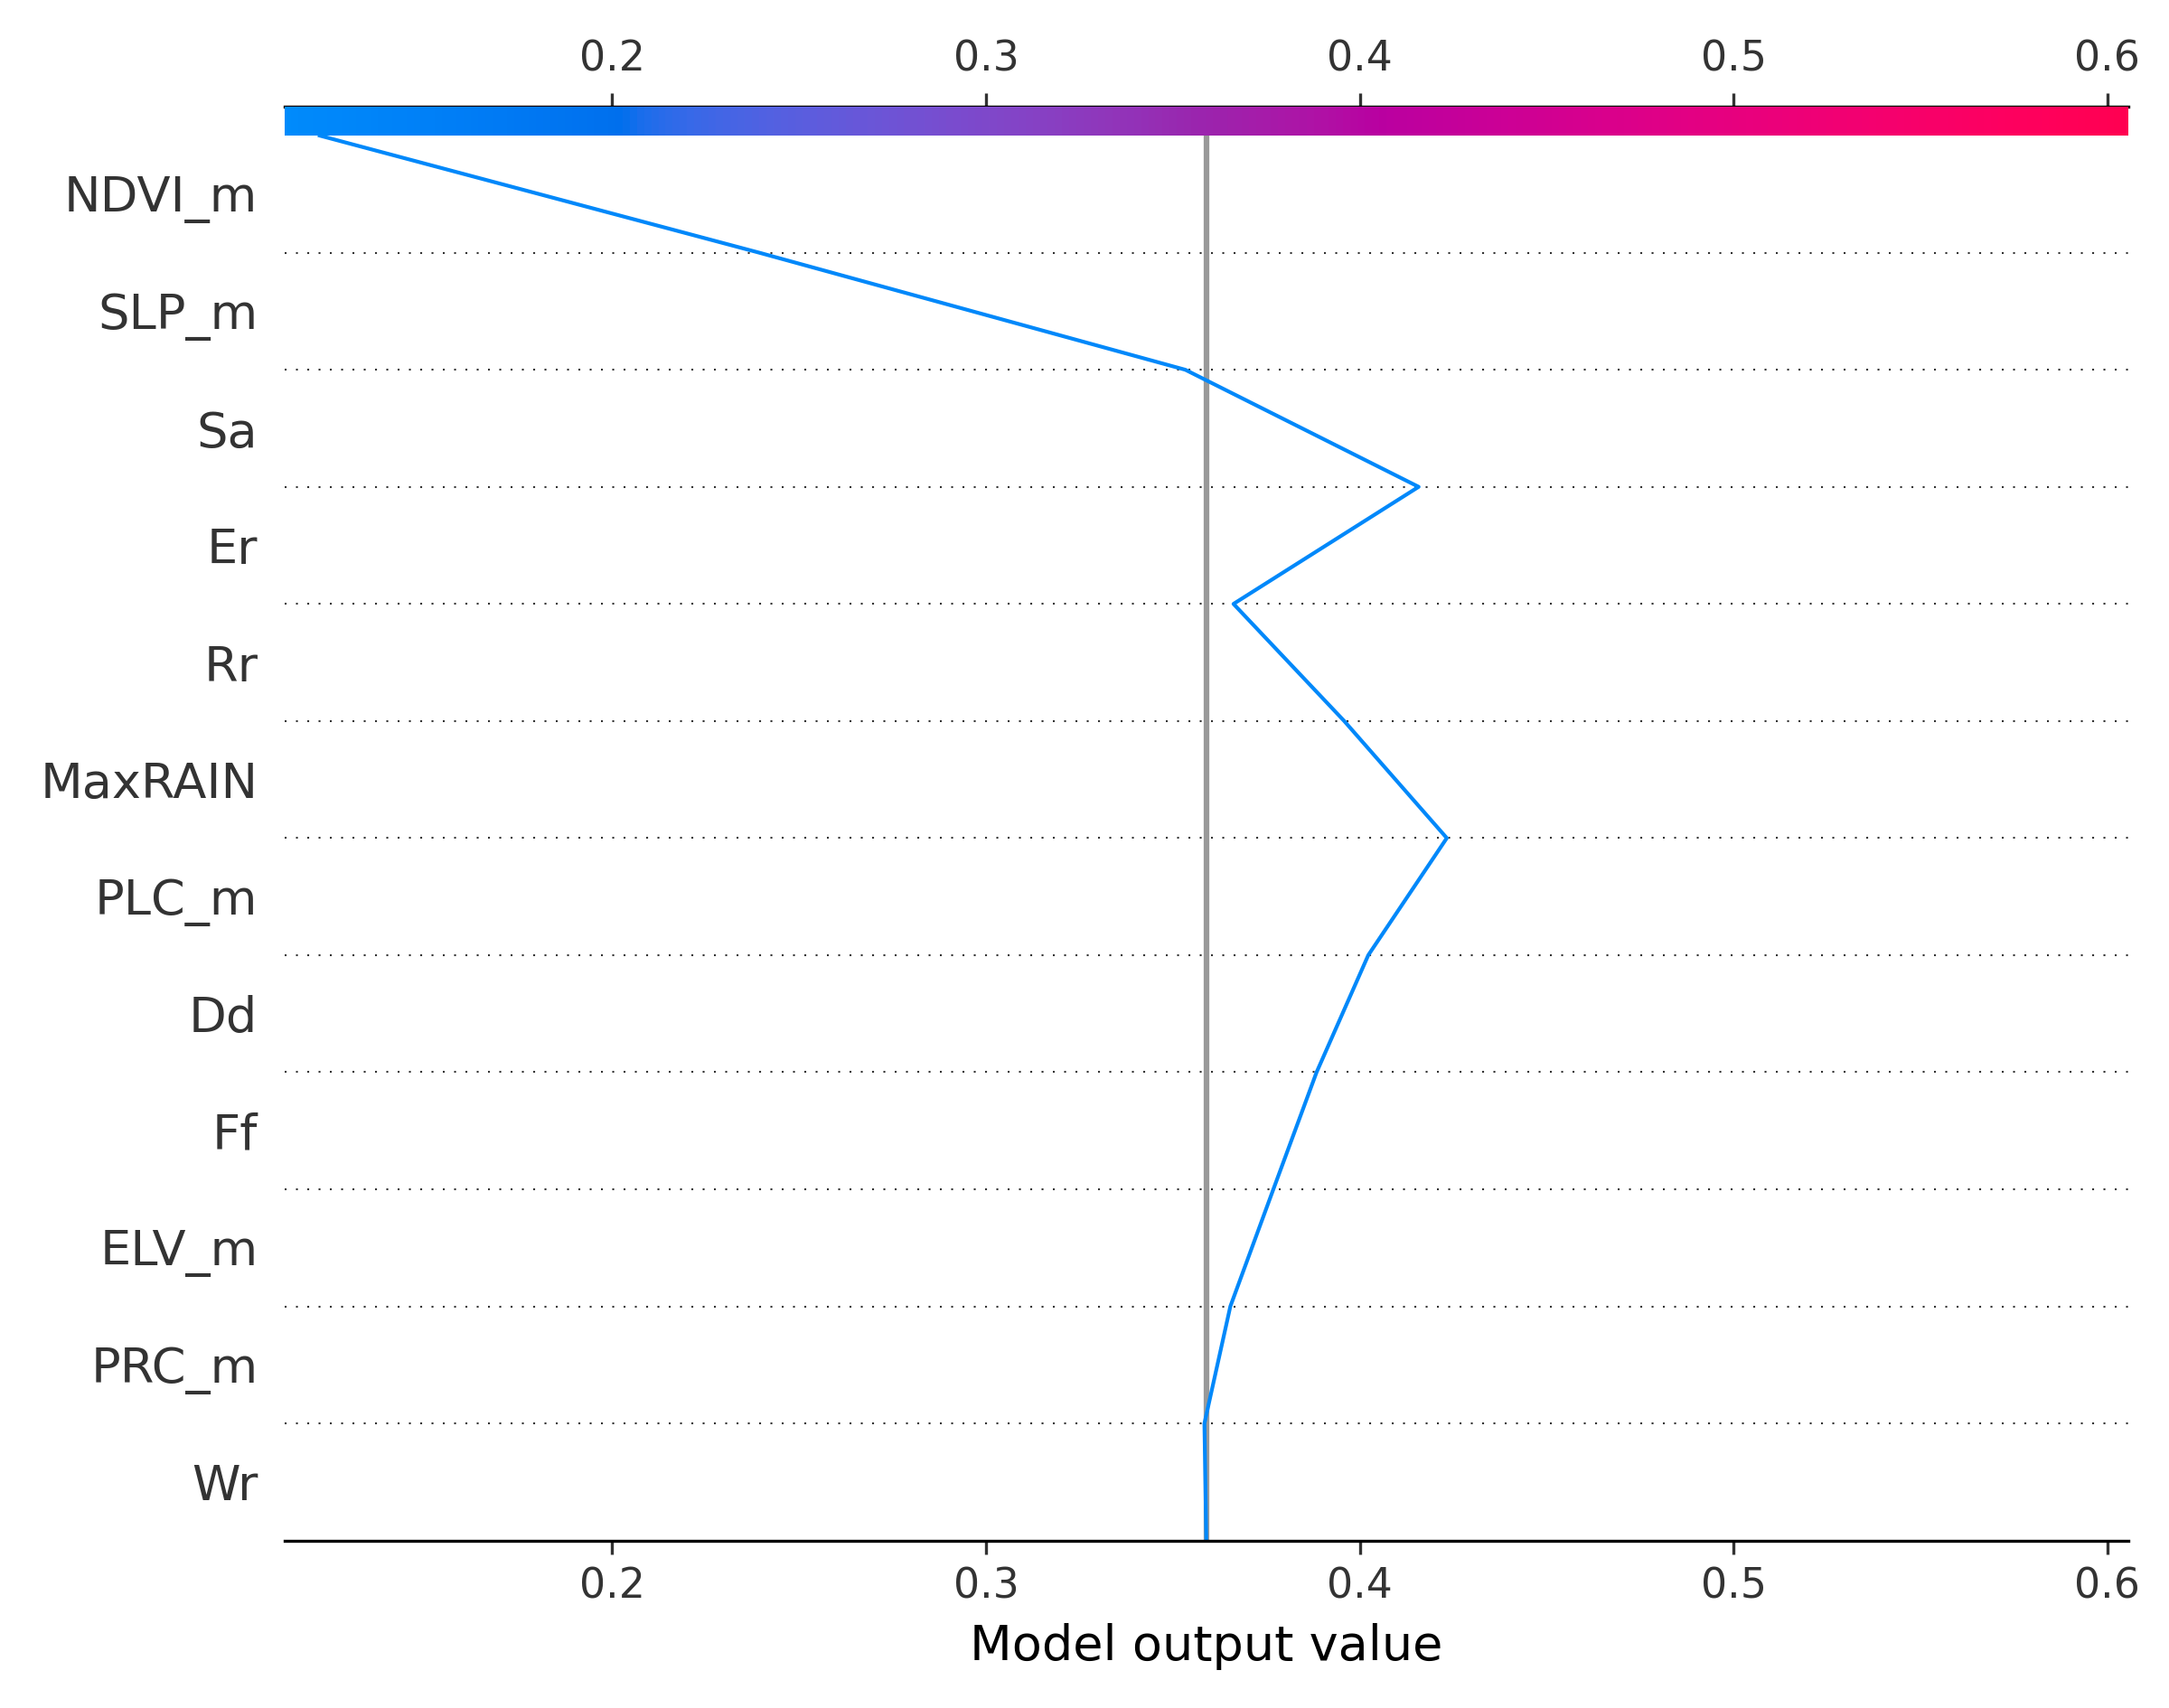 0.2 0.3 0.4 0.5 0.6
NDVI_m
SLP_m
Sa
Er
Rr
MaxRAIN
PLC_m
Dd
Ff
ELV_m
PRC_m
Wr
0.2 0.3 0.4 0.5 0.6
Model output value